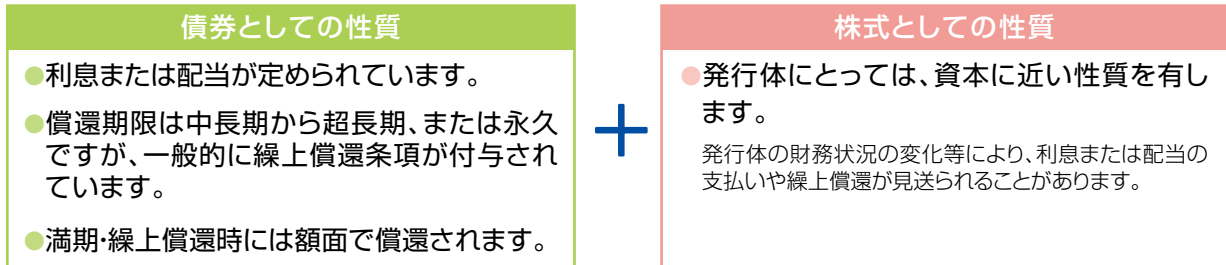 債券としての性質
●利息または配当が定められています。
●償還期限は中長期から超長期、または永久
ですが、一般的に繰上償還条項が付与され
ています。
●満期・繰上償還時には額面で償還されます。
+
株式としての性質
●発行体にとっては、資本に近い性質を有し
ます。
発行体の財務状況の変化等により、利息または配当の
支払いや繰上償還が見送られることがあります。